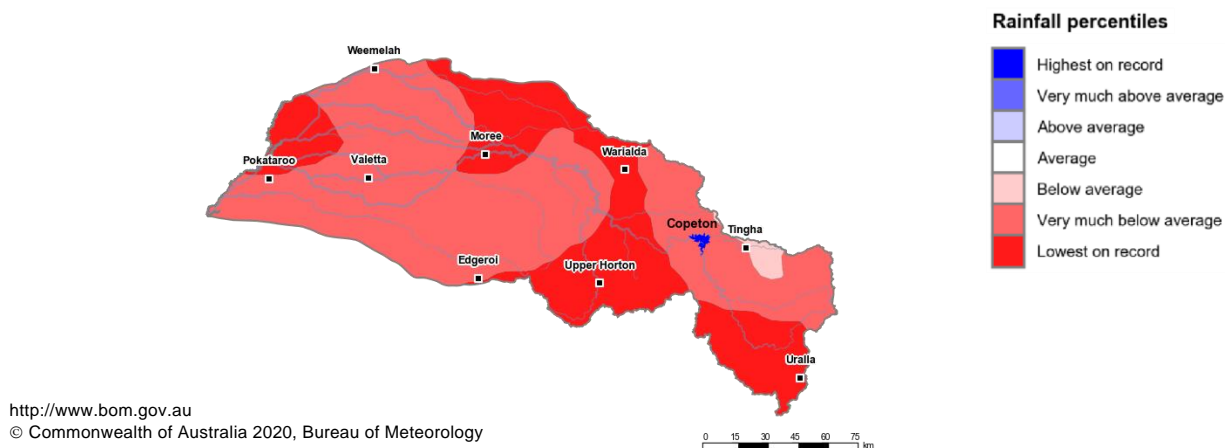 Rainfall percentiles
Highest on record
Very much above average
Above average
Average
Below average
Very much below average
Lowest on record
Weemelah
Moree
Warialda
Pokataroo
Valetta
Copeton
Tingha
Edgeroi
Upper Horton
Uralla
http://www.bom.gov.au
© Commonwealth of Australia 2020, Bureau of Meteorology
0 15 30 45 60 75
km